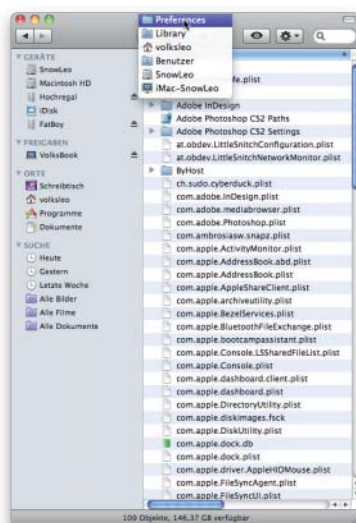 Preferences
Library
volksleo
Benutzer
SnowLeo
iMac-SnowLeo
GERÄTE
SnowLeo
Macintosh HD
Hochregal
iDisk
FatBoy
FREIGABEN
VolksBook
ORTE
Schreibtisch
volksleo
Programme
Dokumente
SUCHE
Heute
Gestern
Letzte Woche
Alle Bilder
Alle Filme
Alle Dokumente
Adobe InDesign
Adobe Photoshop CS2 Paths
Adobe Photoshop CS2 Settings
at.obdev.LittleSnitchConfiguration.plist
at.obdev.LittleSnitchNetworkMonitor.plist
ByHost
ch.sudo.cyberduck.plist
com.adobe.InDesign.plist
com.adobe.mediabrowser.plist
com.adobe.Photoshop.plist
com.ambrosiasw.snapz.plist
com.apple.ActivityMonitor.plist
com.apple.AddressBook.abd.plist
com.apple.AddressBook.plist
com.apple.AppleShareClient.plist
com.apple.archiveutility.plist
com.apple.BezelServices.plist
com.apple.BluetoothFileExchange.plist
com.apple.bootcampassistant.plist
com.apple.Console.LSSharedFileList.plist
com.apple.Console.plist
com.apple.dashboard.client.plist
com.apple.dashboard.plist
com.apple.DirectoryUtility.plist
com.apple.diskimages.fsck
com.apple.DiskUtility.plist
com.apple.dock.db
com.apple.dock.plist
com.apple.driver.AppleHIDMouse.plist
com.apple.FileSyncAgent.plist
com.apple.FileSyncUI.plist
109 Objekte, 146,37 GB verfügbar